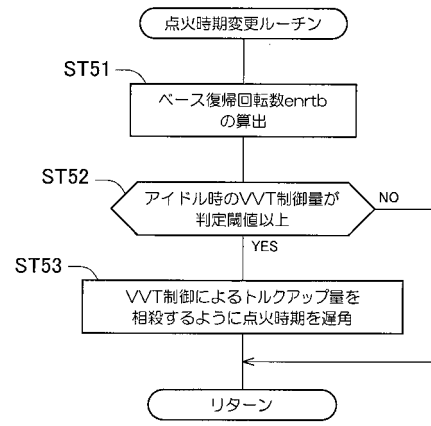 点火時期変更ルーチン
ST51
ベース復帰回転数enrtb
の算出
ST52
アイドル時のVVT制御量が
判定閾値以上
NO
YES
ST53
VVT制御によるトルクアップ量を
相殺するように点火時期を遅角
リターン